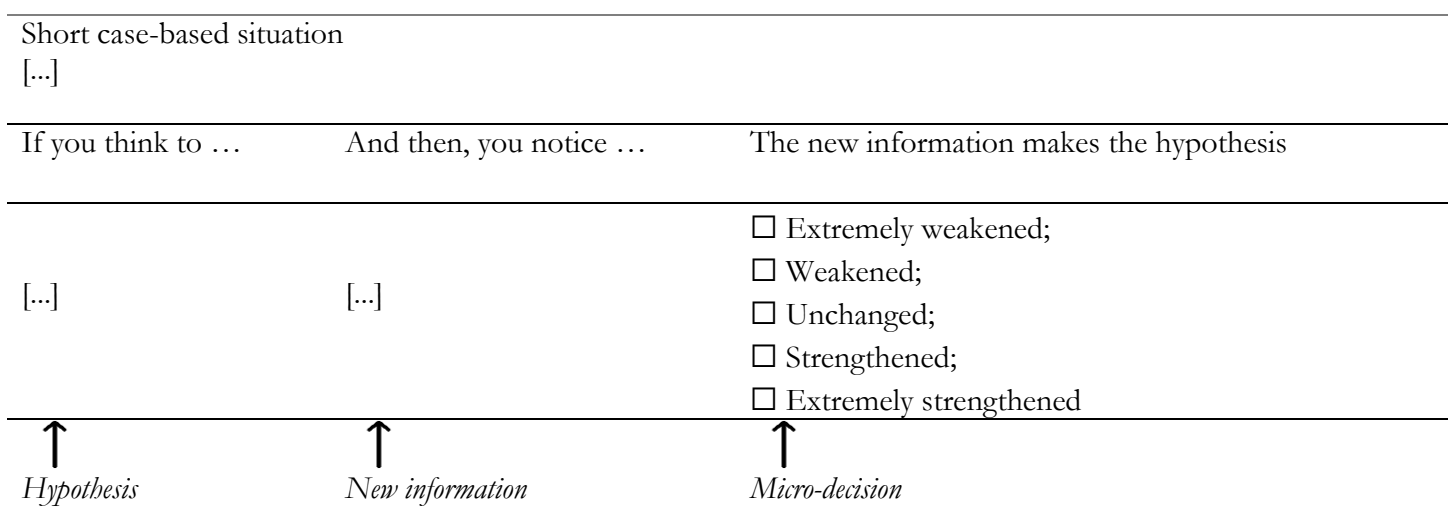 Short case-based situation
[...]
If you think to … And then, you notice … The new information makes the hypothesis
☐ Extremely weakened;
☐ Weakened;
[...] [...] ☐ Unchanged;
☐ Strengthened;
☐ Extremely strengthened
Hypothesis New information Micro-decision